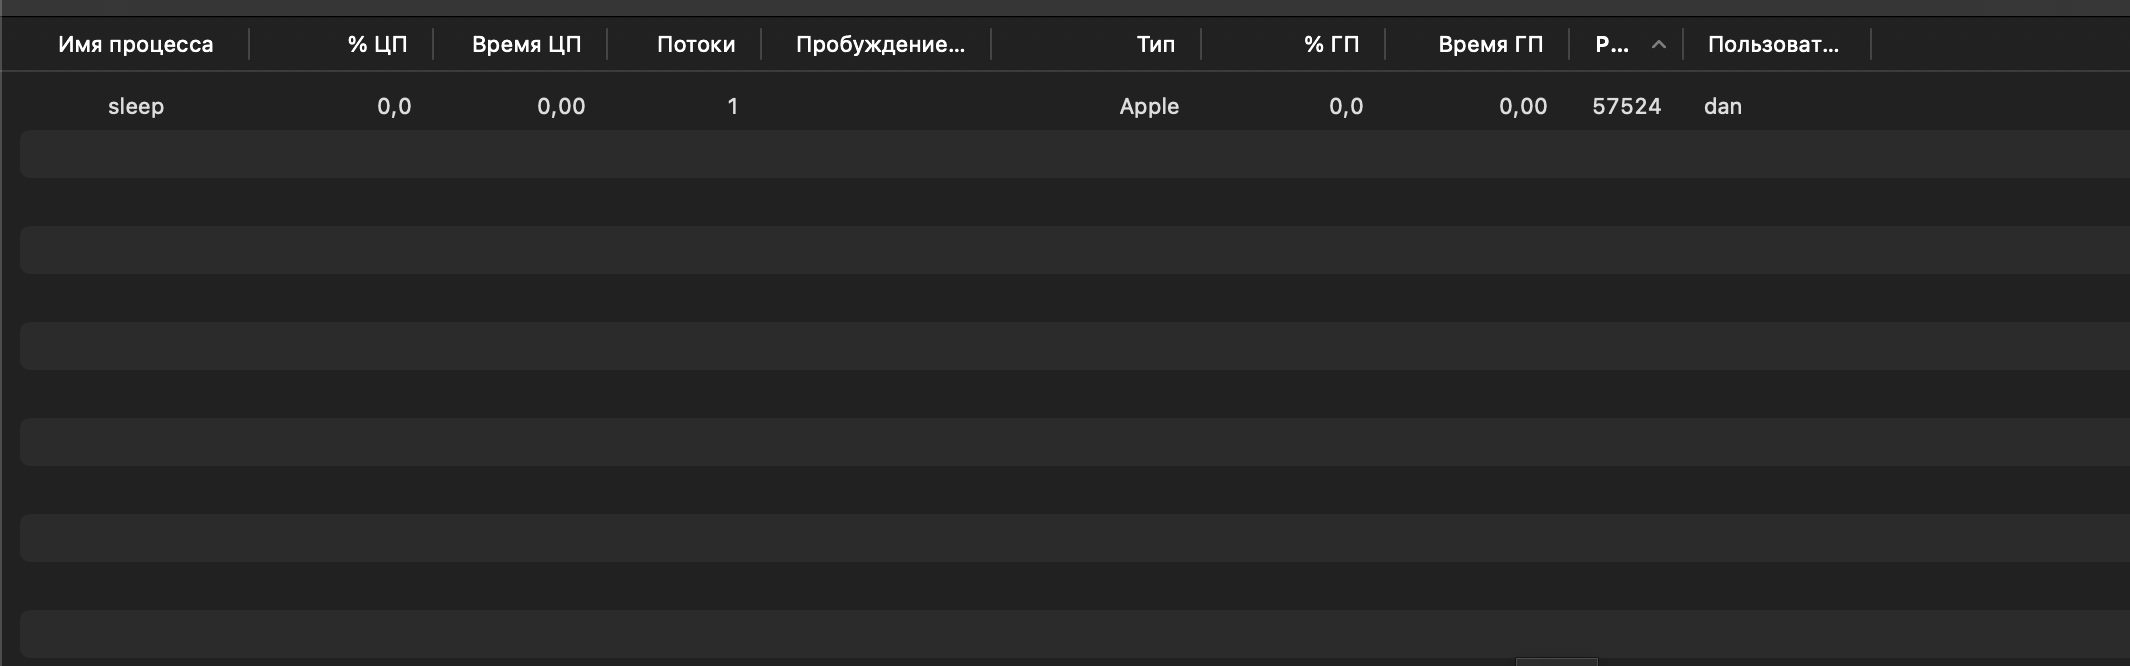 Имя процесса % ЦП Время ЦП Потоки Пробуждение... Тип % ГП Время ГП P... Пользоват...
sleep 0,0 0,00 1 Apple 0,0 0,00 57524 dan